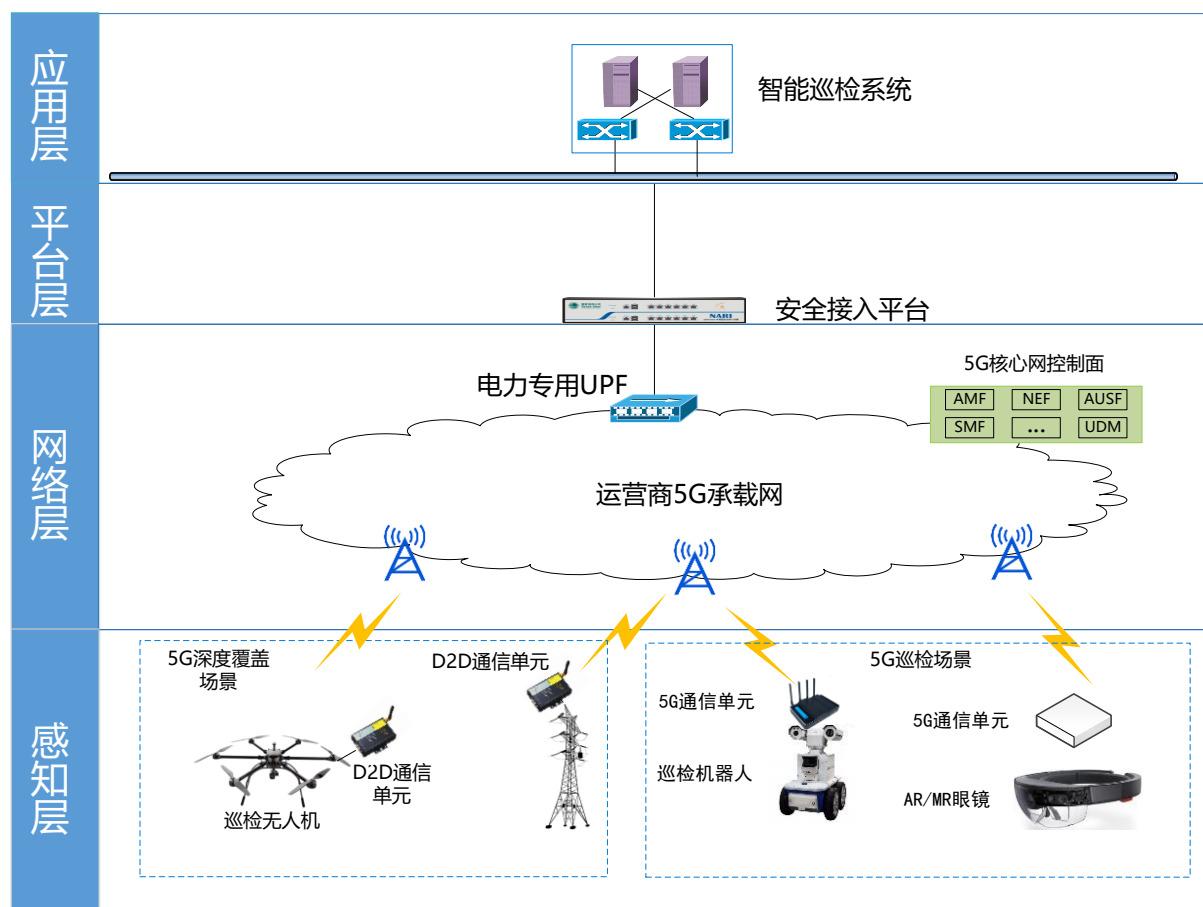 应用层
智能巡检系统
平台层
NARI
安全接入平台
网络层
电力专用UPF
5G核心网控制面
AMF
NEF
AUSF
SMF
...
UDM
运营商5G承载网
感知层
5G深度覆盖
场景
D2D通信单元
D2D通信
单元
巡检无人机
5G巡检场景
5G通信单元
5G通信单元
巡检机器人
AR/MR眼镜